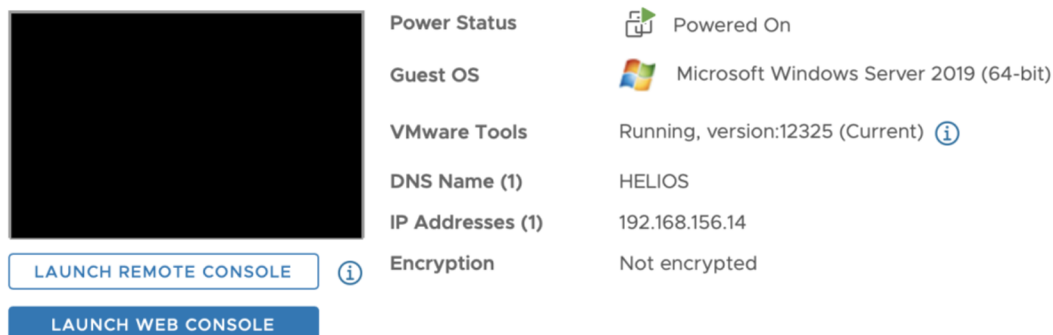 Power Status Powered On
Guest OS Microsoft Windows Server 2019 (64-bit)
VMware Tools Running, version:12325 (Current)
DNS Name (1) HELIOS
IP Addresses (1) 192.168.156.14
Encryption Not encrypted
LAUNCH REMOTE CONSOLE
LAUNCH WEB CONSOLE